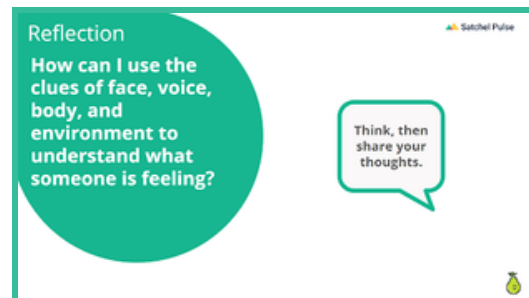 Reflection
Satchel Pulse
How can I use the
clues of face, voice,
body, and
environment to
understand what
someone is feeling?
Think, then
share your
thoughts.